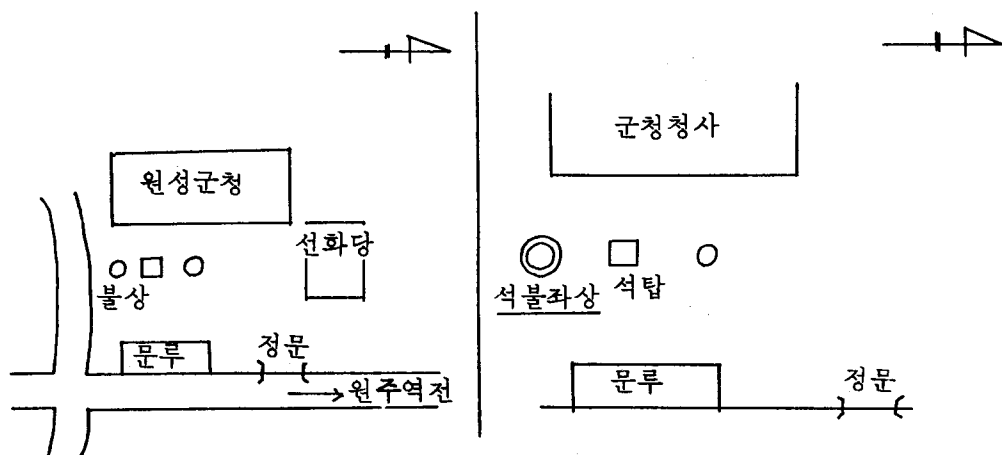 원성군청
선화당
불상
문루
정문
원주역전
군청청사
석불좌상
석탑
문루
정문